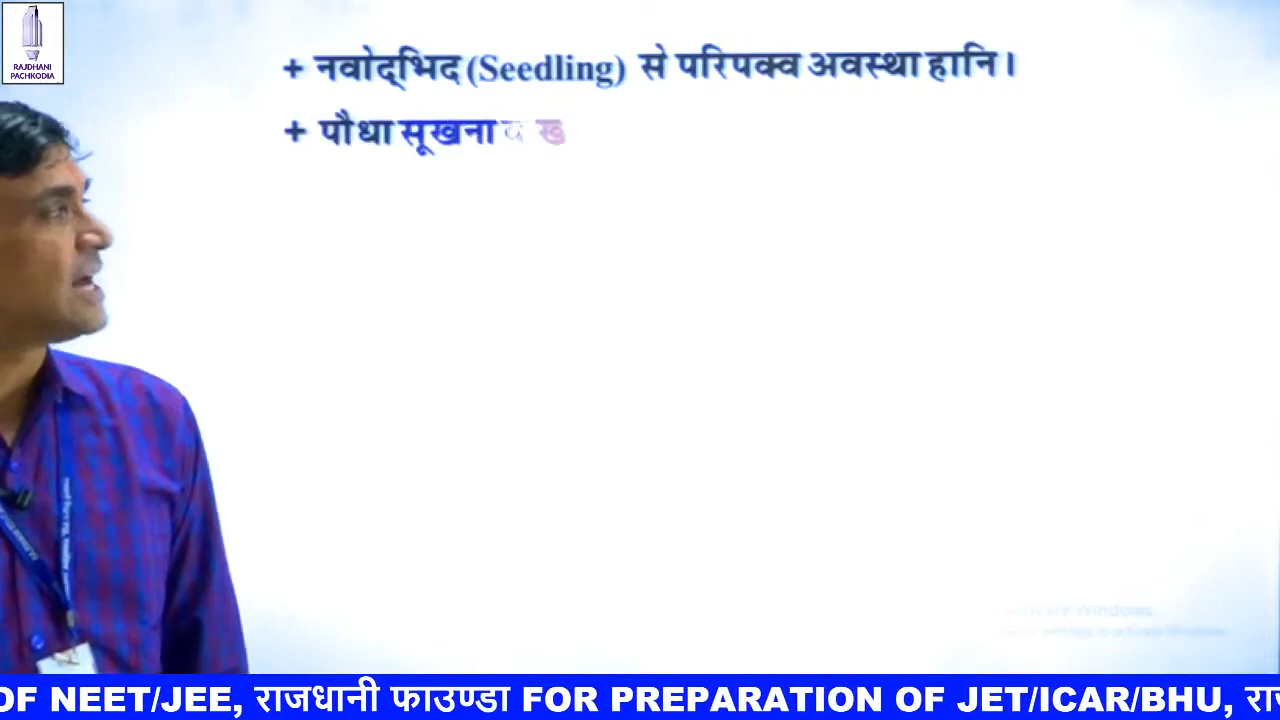 RAJDHANI
PACHKODIA
+ नवोद्भिद (Seedling) से परिपक्व अवस्था हानि।
+ पौधा सूखना
OF NEET/JEE, राजधानी फाउण्डा FOR PREPARATION OF JET/ICAR/BHU, राज